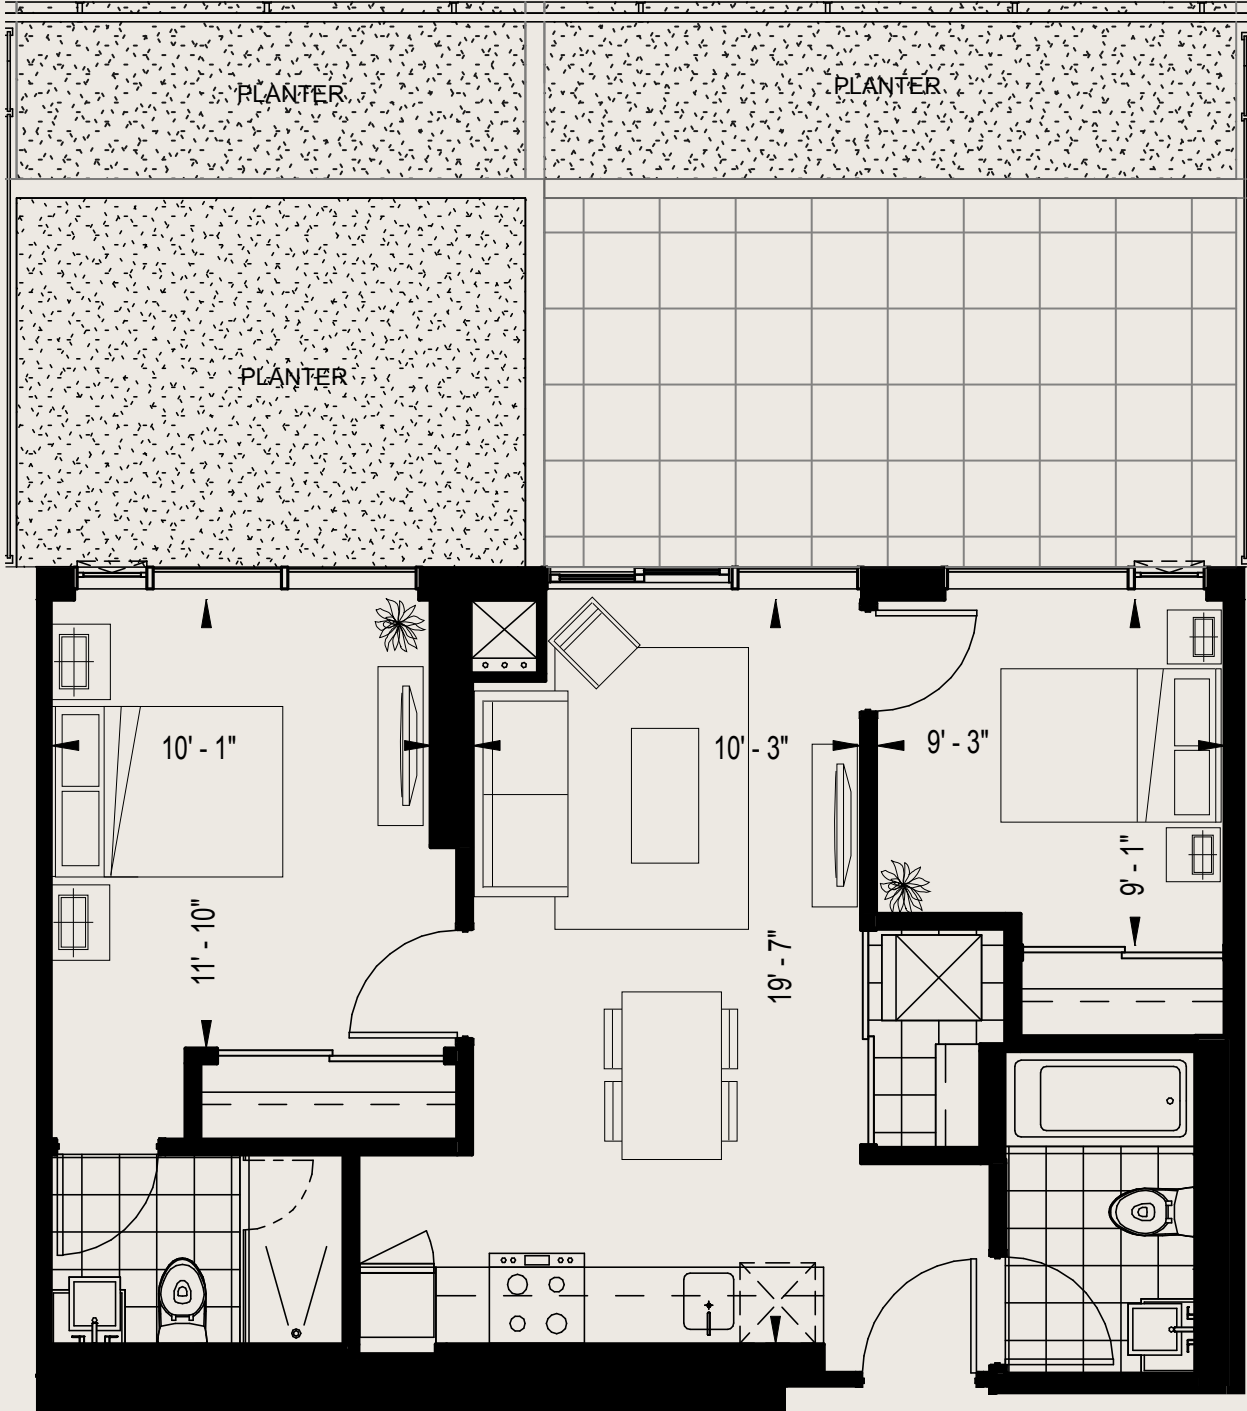 PLANTER
PLANTER
PLANTER
10' - 1"
10' - 3"
9' - 3"
9' - 1"
11' - 10"
19' - 7"